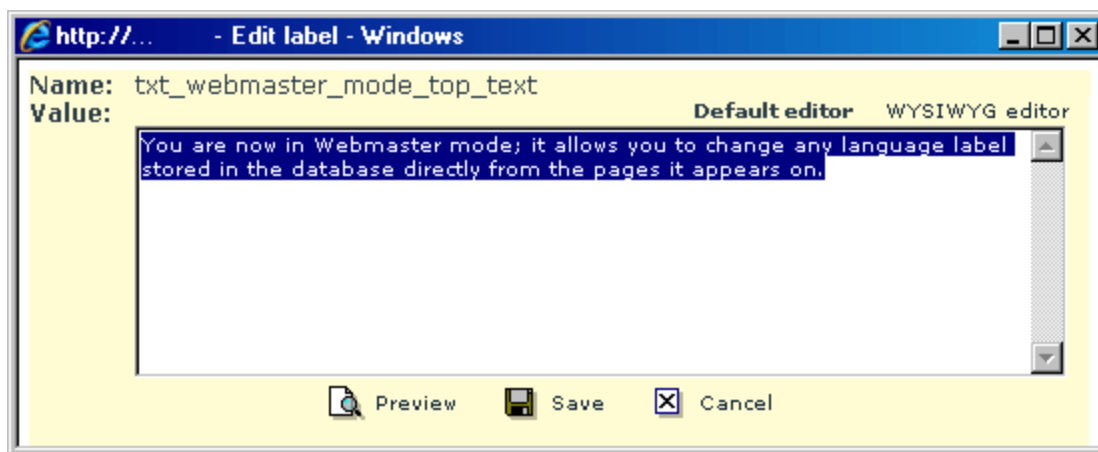 http://... - Edit label - Windows
Name: txt_webmaster_mode_top_text
Value:
Default editor WYSIWYG editor
You are now in Webmaster mode; it allows you to change any language label
stored in the database directly from the pages it appears on.
Preview Save Cancel